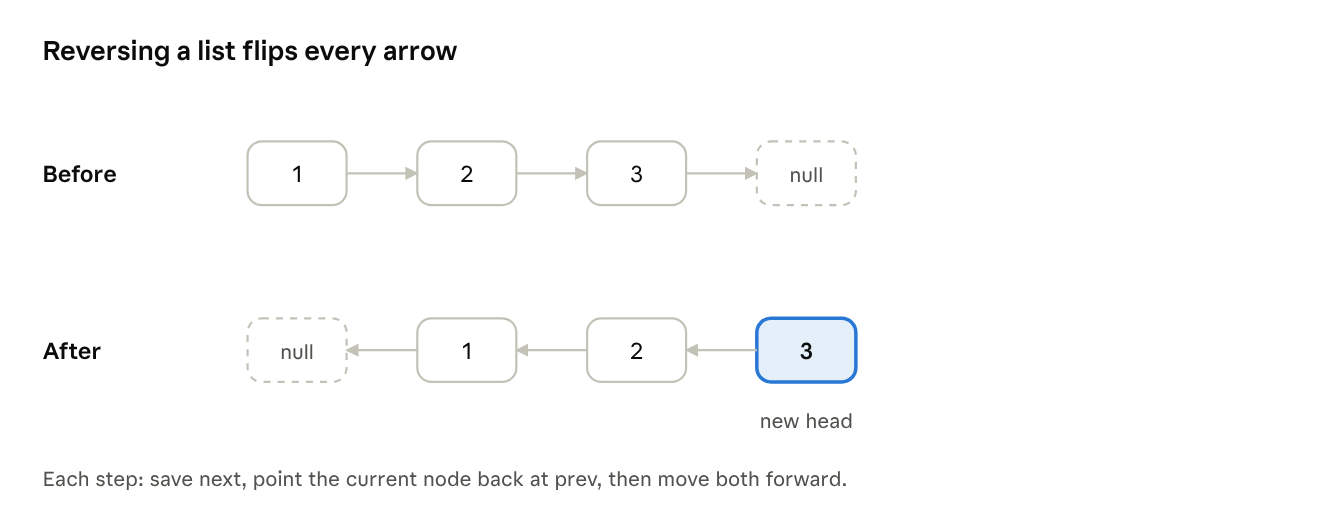 Reversing a list flips every arrow
Before 1 2 3 null
After null 1 2 3
new head
Each step: save next, point the current node back at prev, then move both forward.